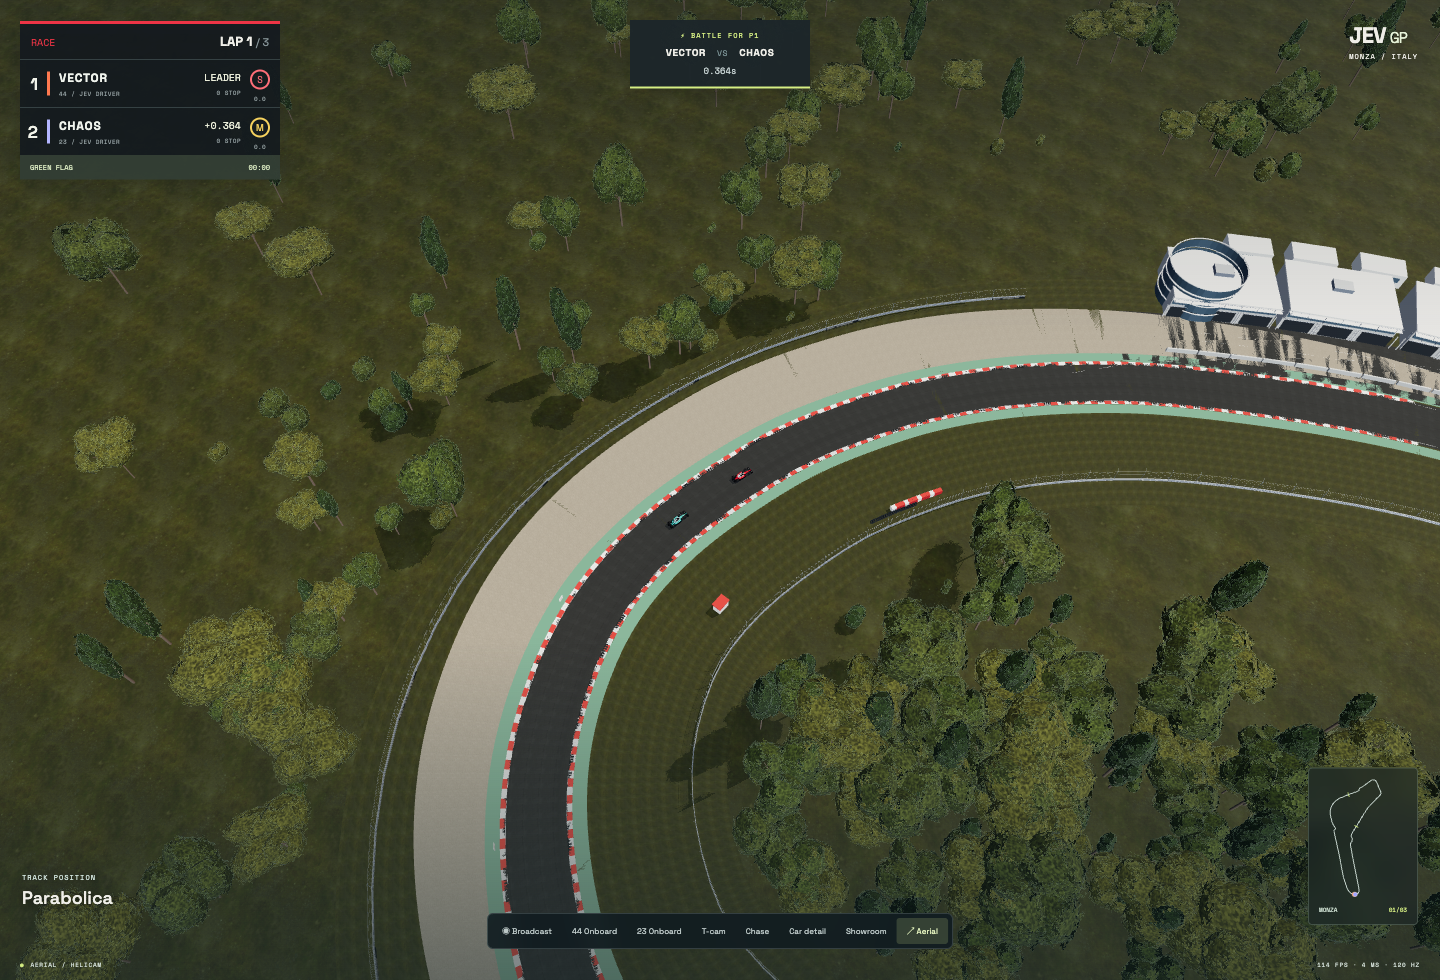 RACE LAP 1 / 3
1 VECTOR LEADER S
44 / JEV DRIVER 0 STOP 0.0
2 CHAOS +0.364 M
23 / JEV DRIVER 0 STOP 0.0
GREEN FLAG 00:00
⚡ BATTLE FOR P1
VECTOR VS CHAOS
0.364s
JEV GP
MONZA / ITALY
TRACK POSITION
Parabolica
MONZA 01/03
◉ Broadcast 44 Onboard 23 Onboard T-cam Chase Car detail Showroom ↗ Aerial
AERIAL / HELICAM
114 FPS · 4 MS · 120 HZ